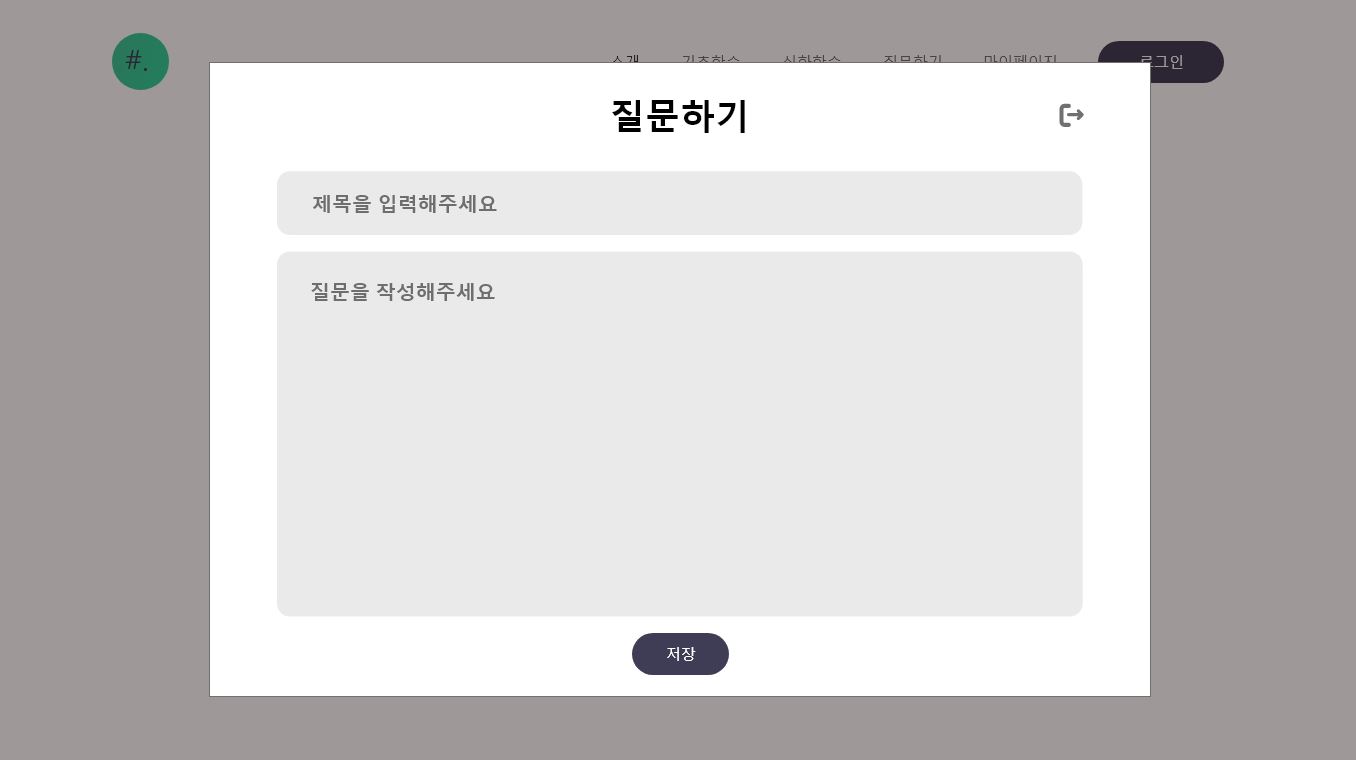 #.
소개 기초학습 심화학습 질문하기 마이페이지 로그인
질문하기
제목을 입력해주세요
질문을 작성해주세요
저장